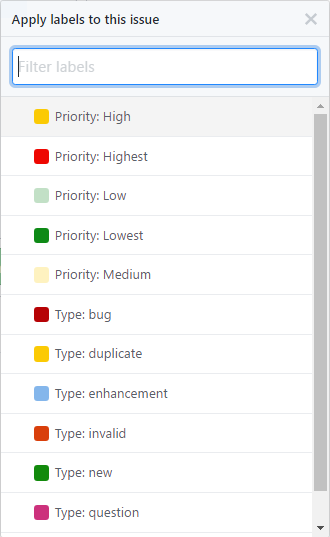 Apply labels to this issue
Filter labels
Priority: High
Priority: Highest
Priority: Low
Priority: Lowest
Priority: Medium
Type: bug
Type: duplicate
Type: enhancement
Type: invalid
Type: new
Type: question